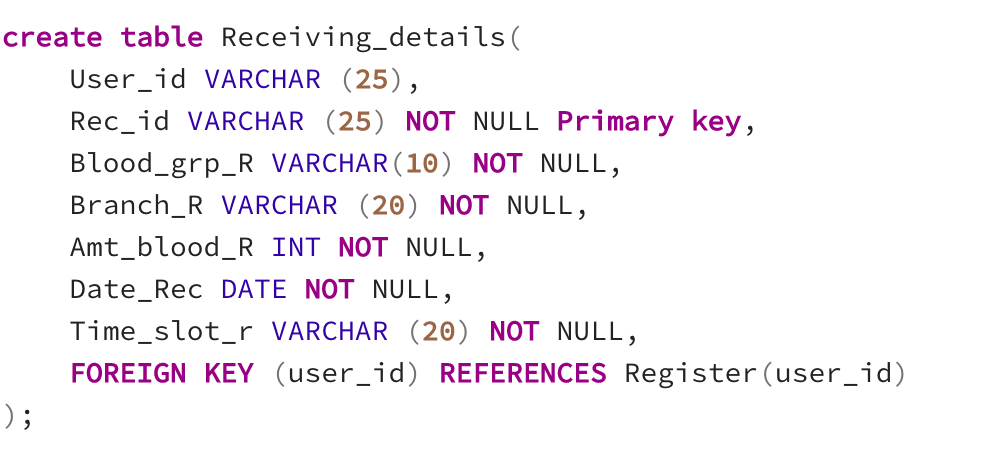 create table Receiving_details(
    User_id VARCHAR (25),
    Rec_id VARCHAR (25) NOT NULL Primary key,
    Blood_grp_R VARCHAR(10) NOT NULL,
    Branch_R VARCHAR (20) NOT NULL,
    Amt_blood_R INT NOT NULL,
    Date_Rec DATE NOT NULL,
    Time_slot_r VARCHAR (20) NOT NULL,
    FOREIGN KEY (user_id) REFERENCES Register(user_id)
);